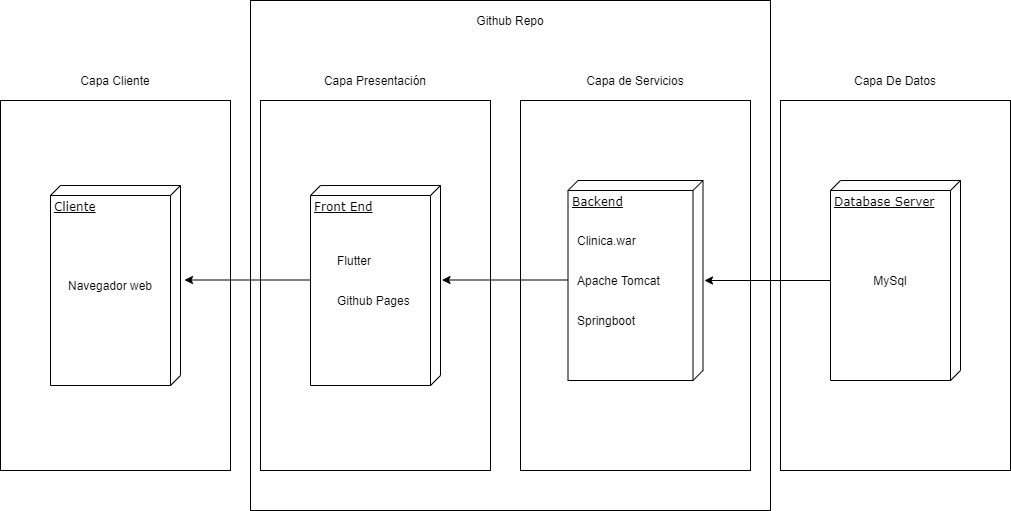 Github Repo
Capa Cliente
Capa Presentación
Capa de Servicios
Capa De Datos
Cliente
Navegador web
Front End
Flutter
Github Pages
Backend
Clinica.war
Apache Tomcat
Springboot
Database Server
MySql